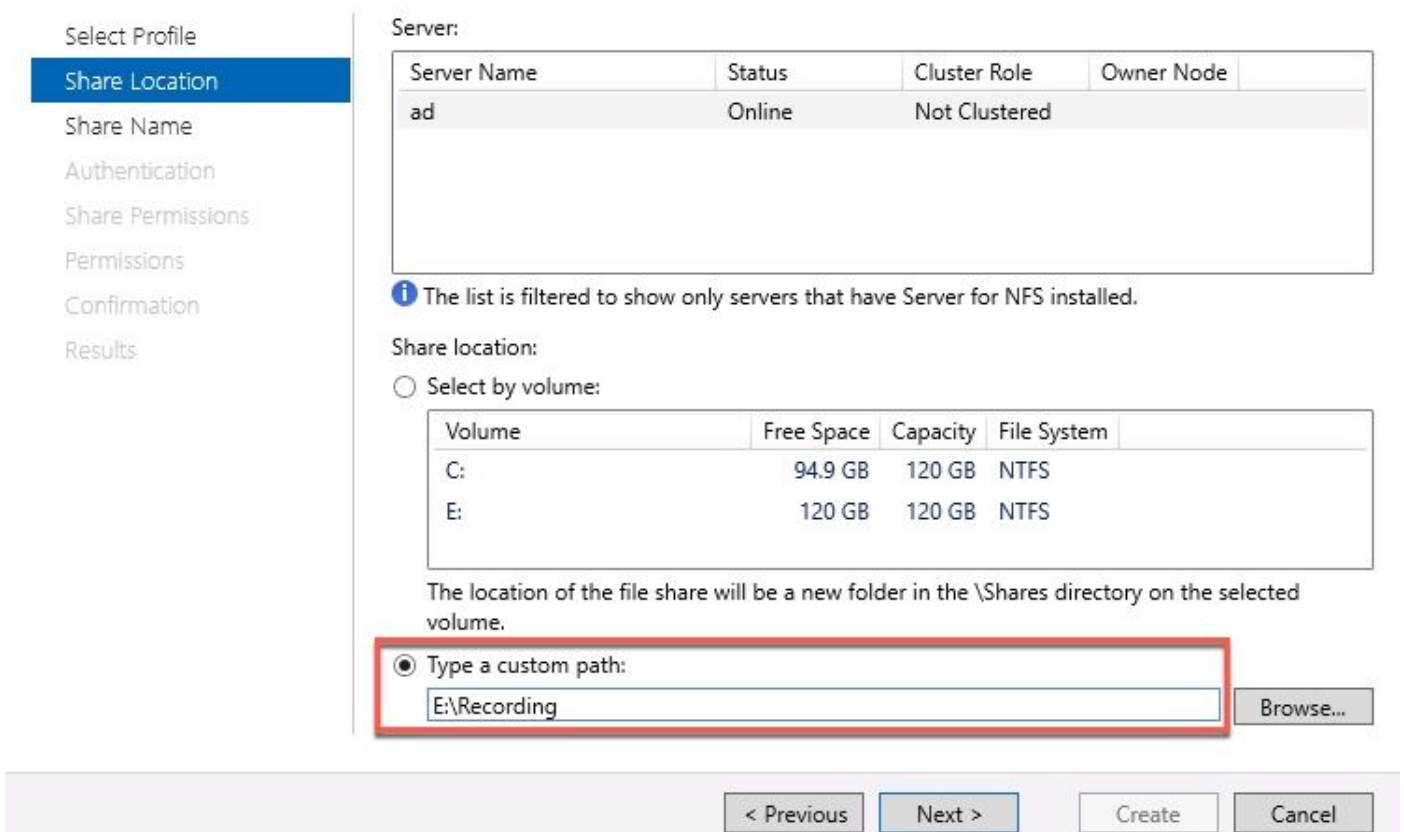 Select Profile
Share Location
Share Name
Authentication
Share Permissions
Permissions
Confirmation
Results
Server:
Server Name Status Cluster Role Owner Node
ad Online Not Clustered
The list is filtered to show only servers that have Server for NFS installed.
Share location:
Select by volume:
Volume Free Space Capacity File System
C: 94.9 GB 120 GB NTFS
E: 120 GB 120 GB NTFS
The location of the file share will be a new folder in the \Shares directory on the selected
volume.
Type a custom path:
E:\Recording
Browse...
< Previous Next > Create Cancel